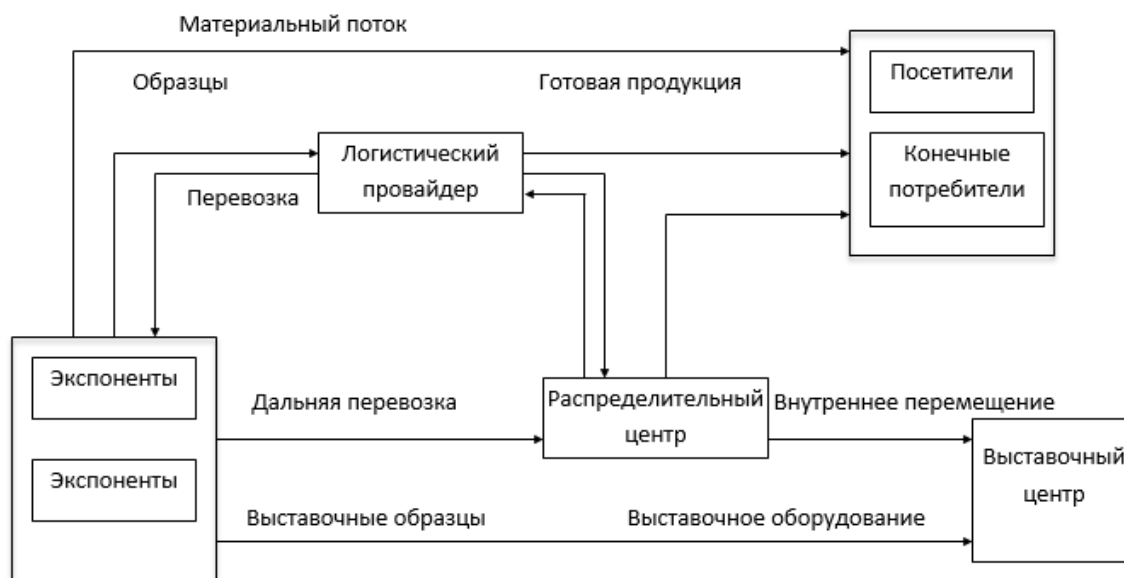 Материальный поток
Образцы
Готовая продукция
Посетители
Логистический
провайдер
Конечные
потребители
Перевозка
Экспоненты
Дальняя перевозка
Распределительный
центр
Внутреннее перемещение
Экспоненты
Выставочный
центр
Выставочные образцы
Выставочное оборудование